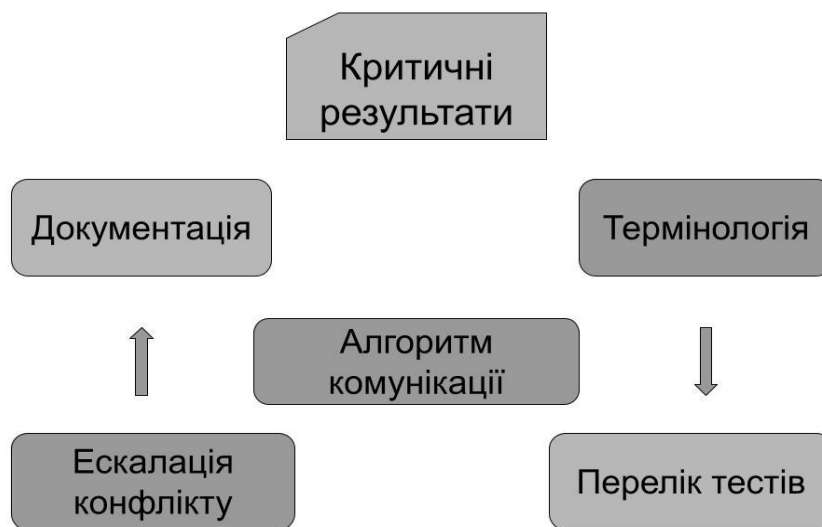 Критичні
результати
Документація
Термінологія
Алгоритм
комунікації
Ескалація
конфлікту
Перелік тестів